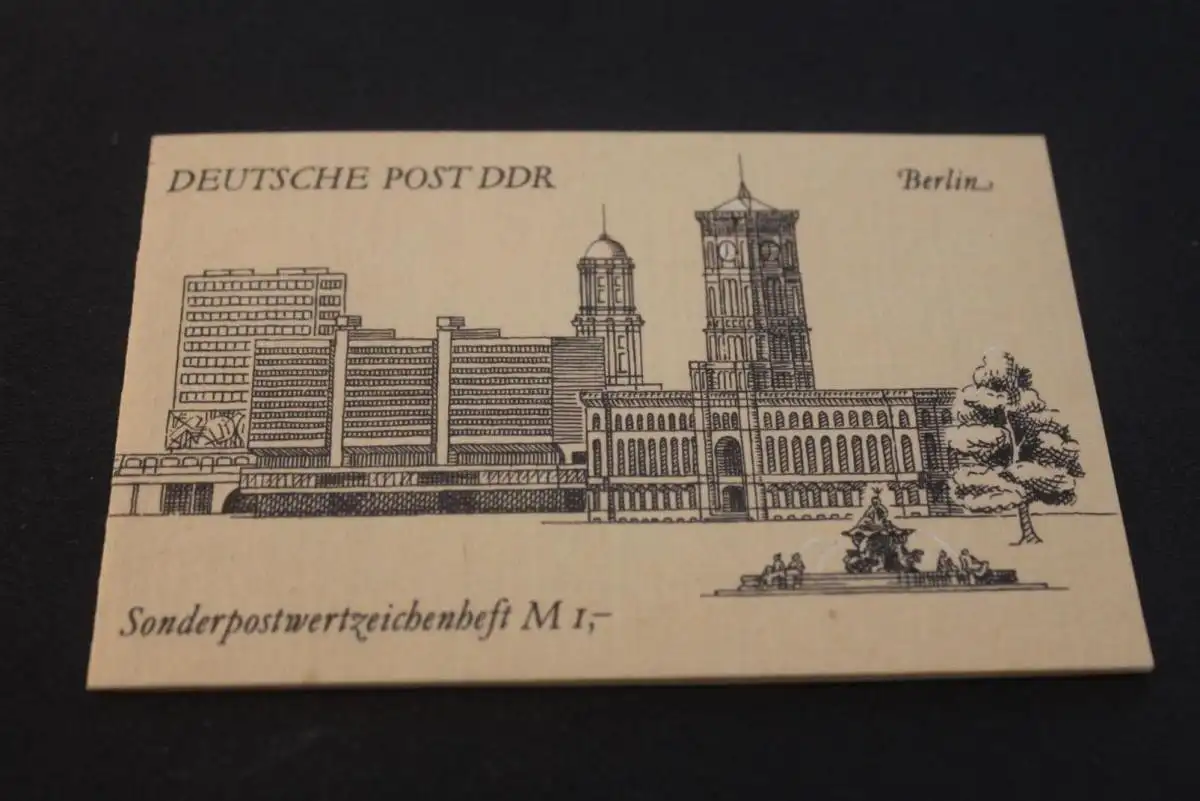 DEUTSCHE POST DDR
Berlin
Sonderpostwertzeichenheft M 1,–